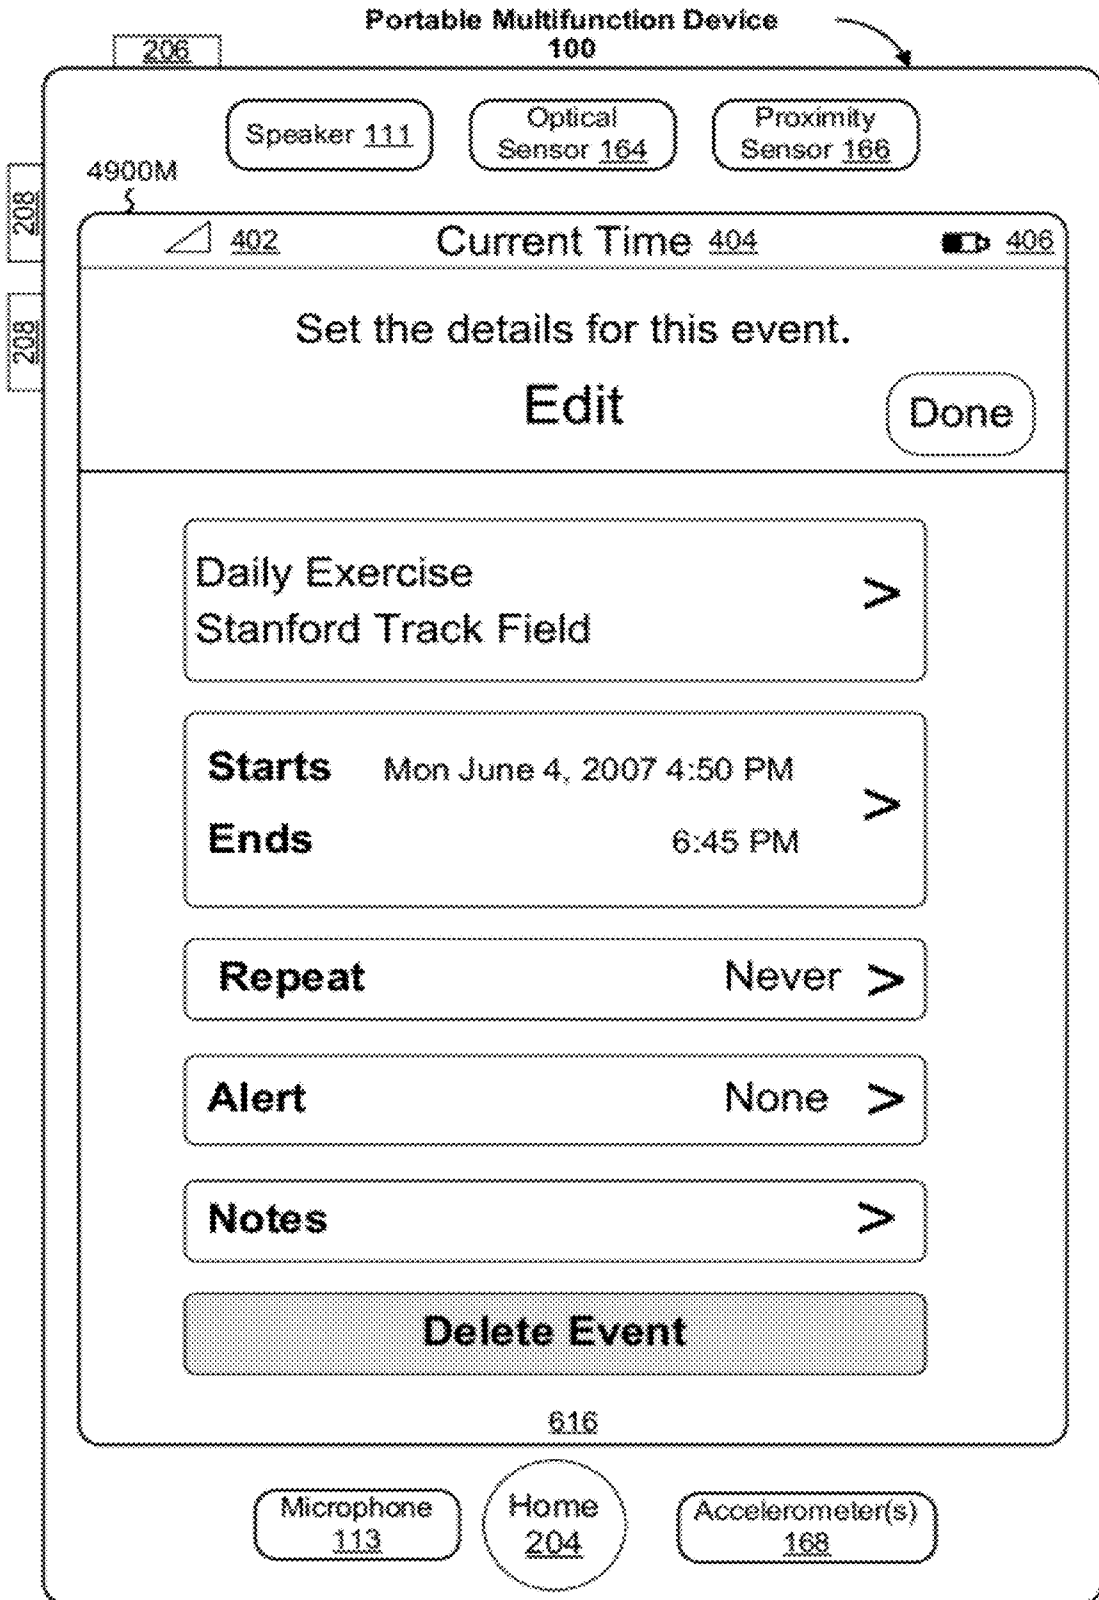 Portable Multifunction Device
100
206
Speaker 111
Optical
Sensor 164
Proximity
Sensor 166
4900M
208
208
402
Current Time 404
406
Set the details for this event.
Edit
Done
Daily Exercise
>
Stanford Track Field
Starts Mon June 4, 2007 4:50 PM
>
Ends 6:45 PM
Repeat Never >
Alert None >
Notes >
Delete Event
616
Microphone
113
Home
204
Accelerometer(s)
168